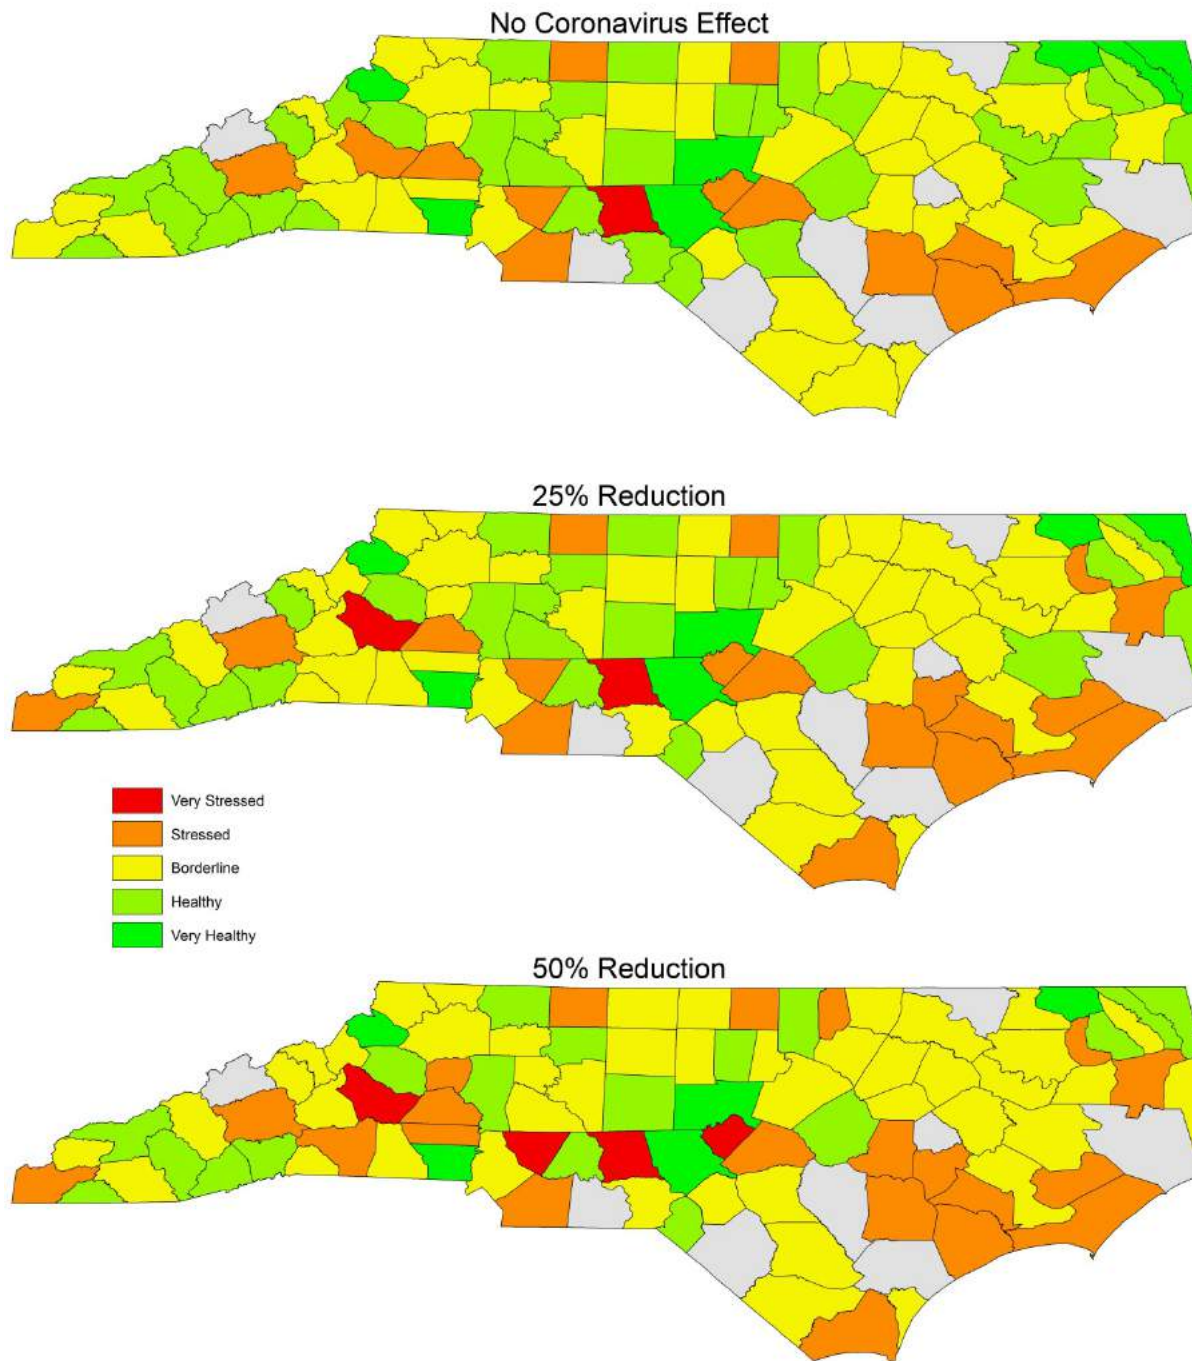 No Coronavirus Effect
25% Reduction
Very Stressed
Stressed
Borderline
Healthy
Very Healthy
50% Reduction